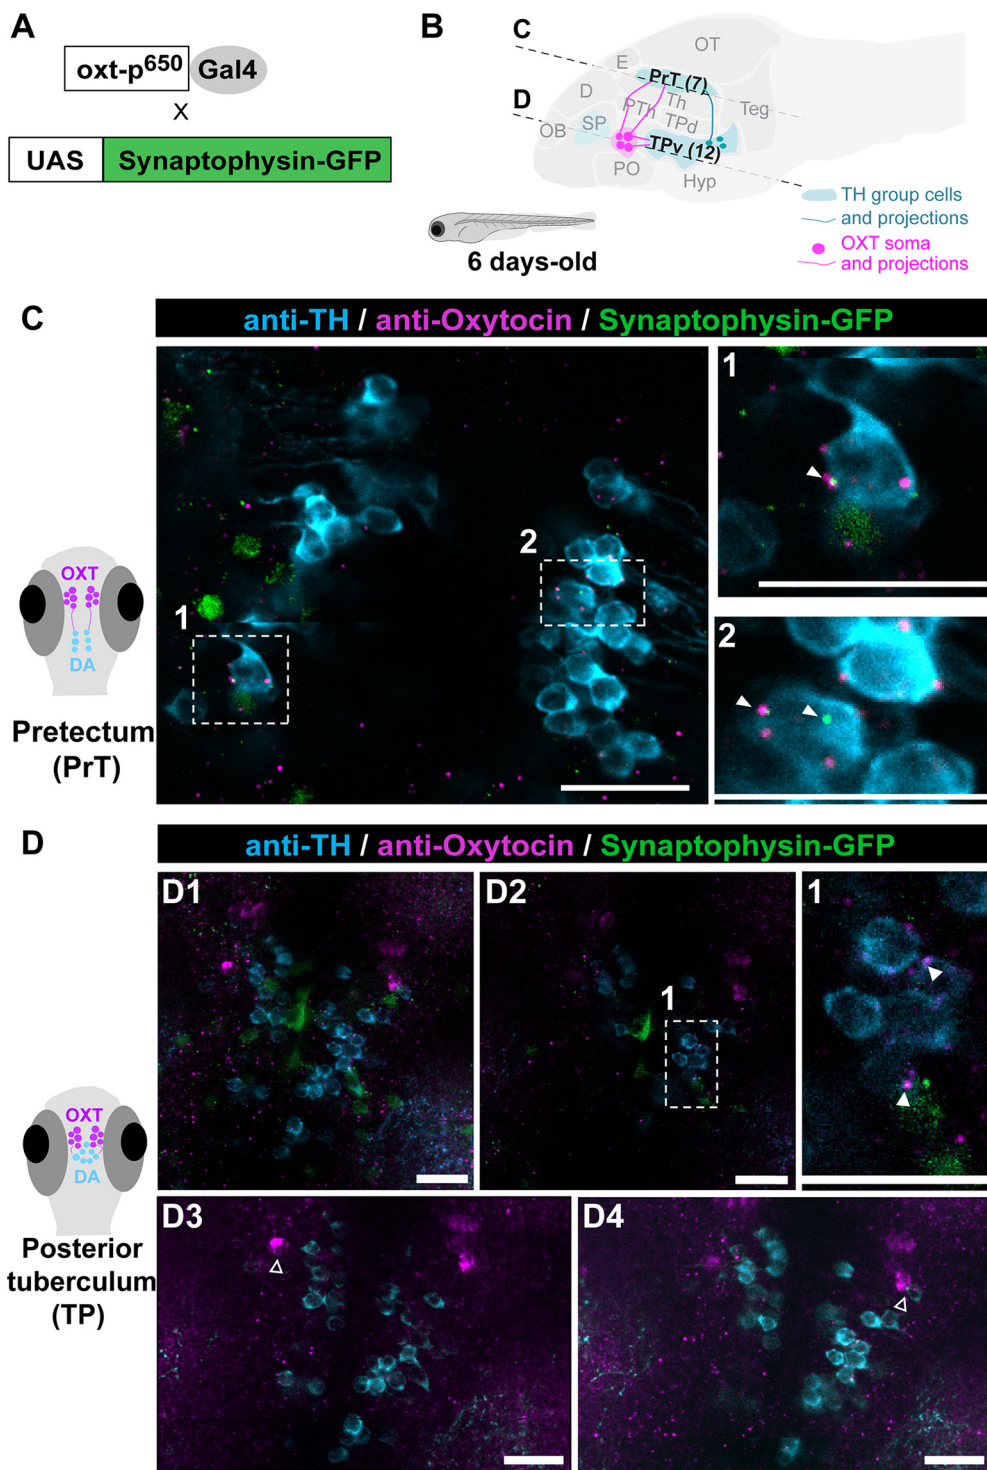 A
oxt-p650
Gal4
X
UAS
Synaptophysin-GFP
B
C
D
OT
E
PrT (7)
D
Th
PTh
Teg
TPd
SP
OB
TPv (12)
PO
Hyp
TH group cells
and projections
OXT soma
and projections
6 days-old
C
anti-TH / anti-Oxytocin / Synaptophysin-GFP
1
2
1
2
OXT
DA
Pretectum
(PrT)
D
anti-TH / anti-Oxytocin / Synaptophysin-GFP
D1
D2
1
1
OXT
DA
Posterior
tuberculum
(TP)
D3
D4